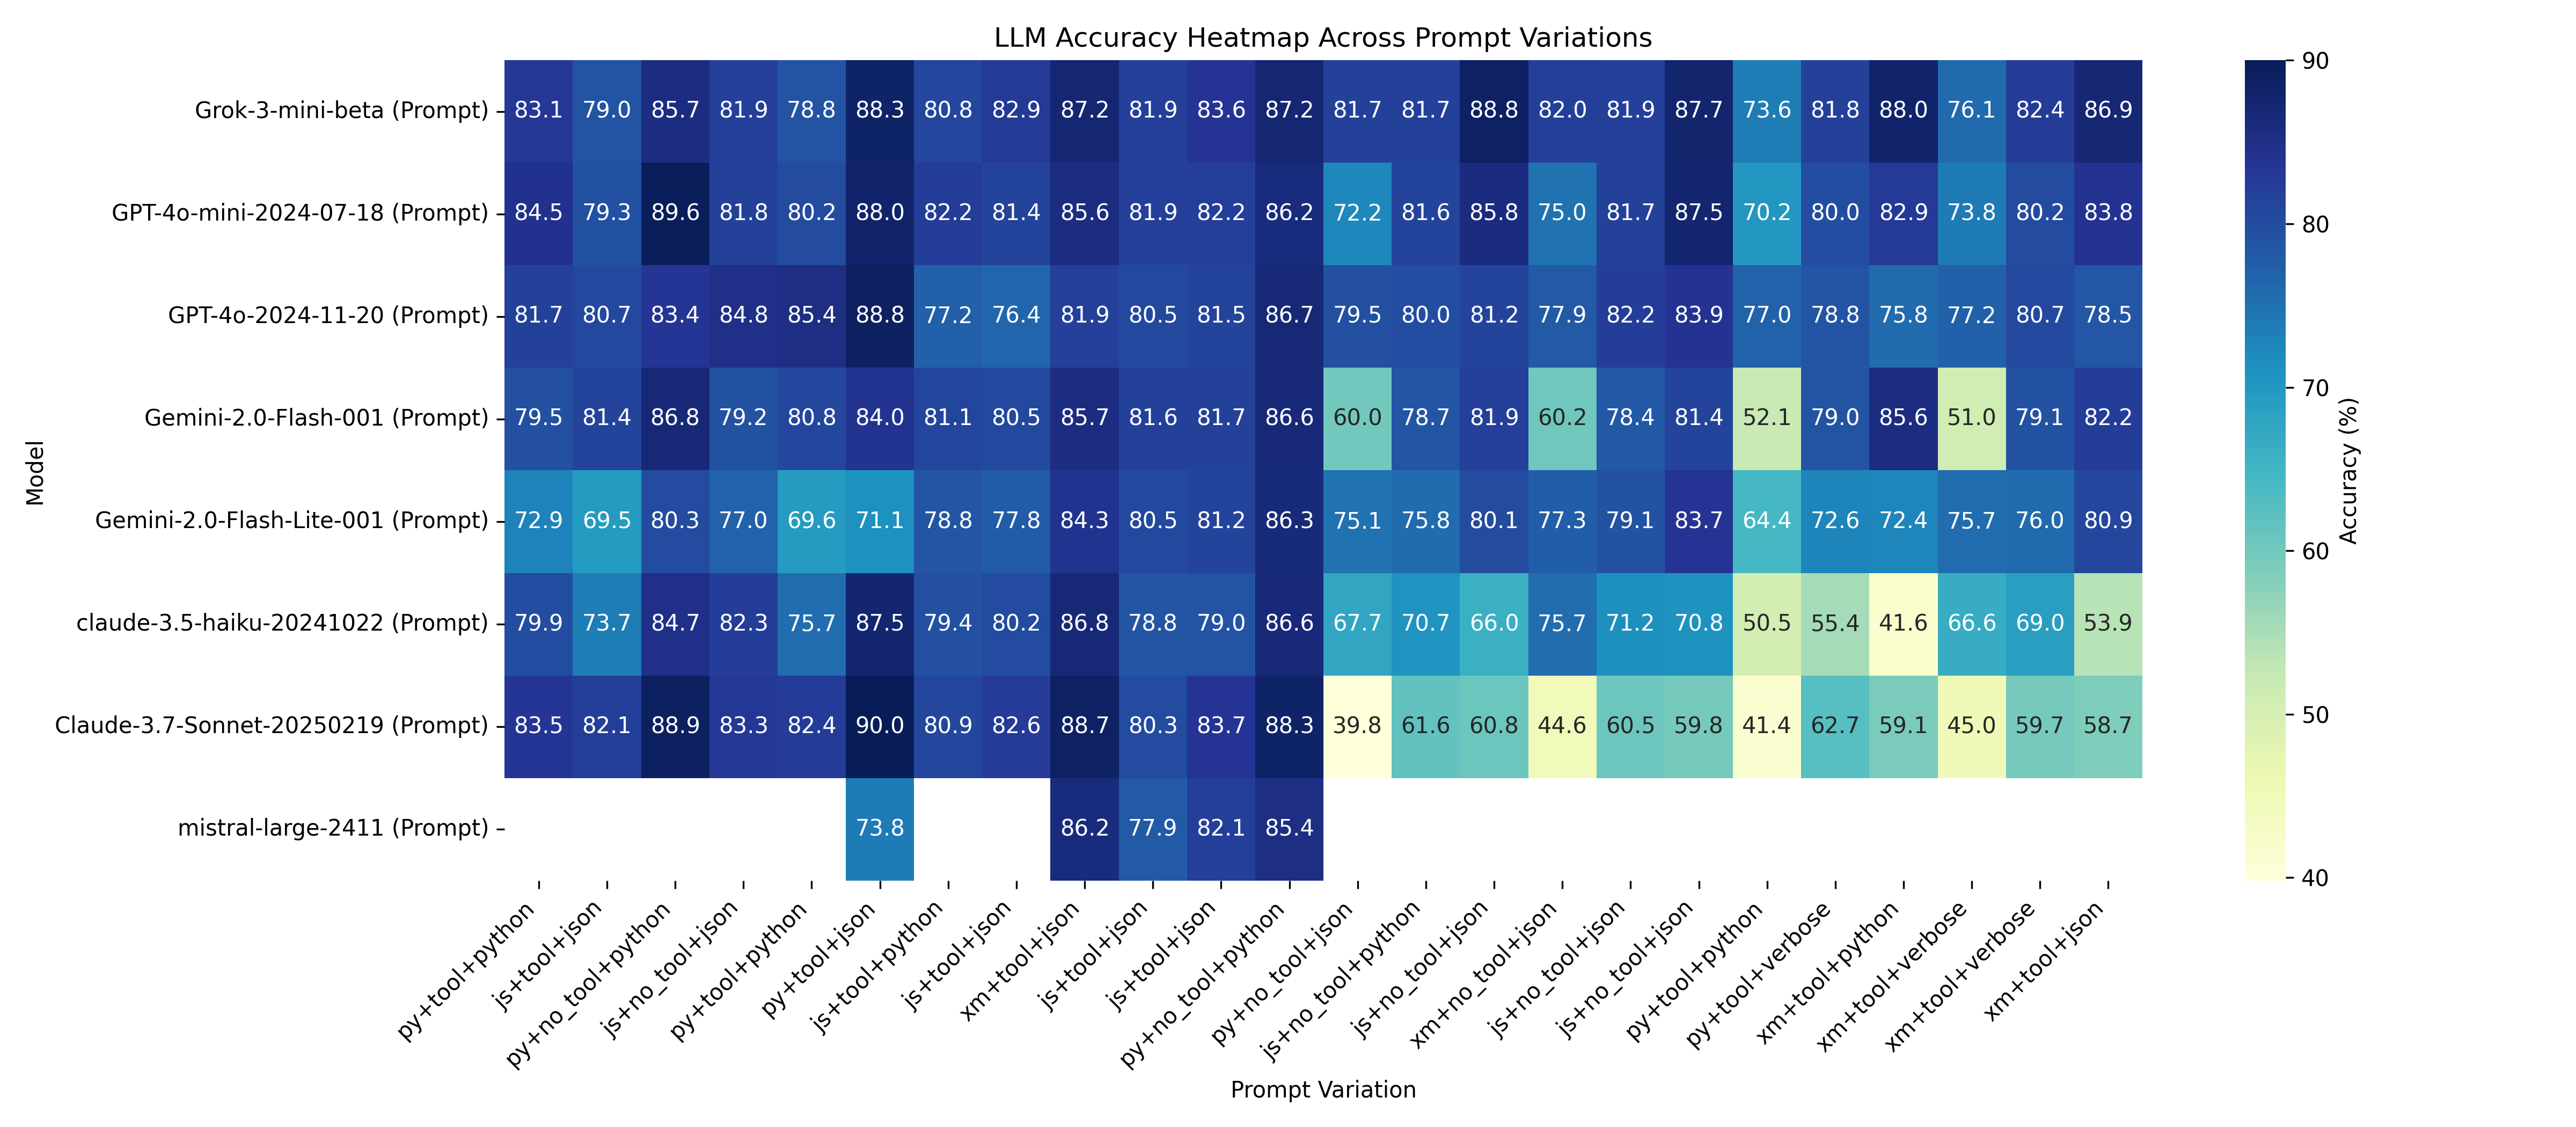 LLM Accuracy Heatmap Across Prompt Variations
Model
Grok-3-mini-beta (Prompt)
83.1 79.0 85.7 81.9 78.8 88.3 80.8 82.9 87.2 81.9 83.6 87.2 81.7 81.7 88.8 82.0 81.9 87.7 73.6 81.8 88.0 76.1 82.4 86.9
GPT-4o-mini-2024-07-18 (Prompt)
84.5 79.3 89.6 81.8 80.2 88.0 82.2 81.4 85.6 81.9 82.2 86.2 72.2 81.6 85.8 75.0 81.7 87.5 70.2 80.0 82.9 73.8 80.2 83.8
GPT-4o-2024-11-20 (Prompt)
81.7 80.7 83.4 84.8 85.4 88.8 77.2 76.4 81.9 80.5 81.5 86.7 79.5 80.0 81.2 77.9 82.2 83.9 77.0 78.8 75.8 77.2 80.7 78.5
Gemini-2.0-Flash-001 (Prompt)
79.5 81.4 86.8 79.2 80.8 84.0 81.1 80.5 85.7 81.6 81.7 86.6 60.0 78.7 81.9 60.2 78.4 81.4 52.1 79.0 85.6 51.0 79.1 82.2
Gemini-2.0-Flash-Lite-001 (Prompt)
72.9 69.5 80.3 77.0 69.6 71.1 78.8 77.8 84.3 80.5 81.2 86.3 75.1 75.8 80.1 77.3 79.1 83.7 64.4 72.6 72.4 75.7 76.0 80.9
claude-3.5-haiku-20241022 (Prompt)
79.9 73.7 84.7 82.3 75.7 87.5 79.4 80.2 86.8 78.8 79.0 86.6 67.7 70.7 66.0 75.7 71.2 70.8 50.5 55.4 41.6 66.6 69.0 53.9
Claude-3.7-Sonnet-20250219 (Prompt)
83.5 82.1 88.9 83.3 82.4 90.0 80.9 82.6 88.7 80.3 83.7 88.3 39.8 61.6 60.8 44.6 60.5 59.8 41.4 62.7 59.1 45.0 59.7 58.7
mistral-large-2411 (Prompt)
73.8 86.2 77.9 82.1 85.4
py+tool+python
js+tool+json
py+no_tool+python
js+no_tool+json
py+tool+python
py+tool+json
js+tool+python
js+tool+json
xm+tool+json
js+tool+json
js+tool+json
py+no_tool+python
py+no_tool+json
js+no_tool+python
js+no_tool+json
xm+no_tool+json
js+no_tool+json
js+no_tool+json
py+tool+python
py+tool+verbose
xm+tool+python
xm+tool+verbose
xm+tool+verbose
xm+tool+json
Prompt Variation
90
80
70
60
50
40
Accuracy (%)